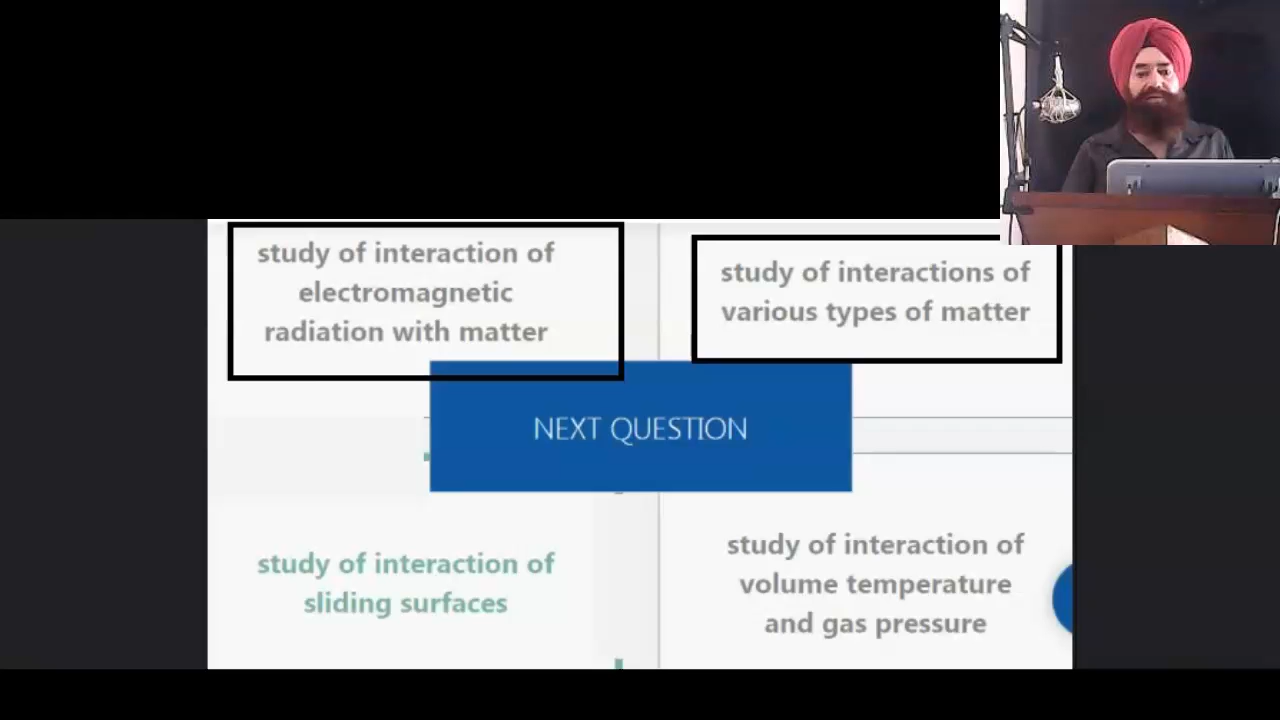 study of interaction of
electromagnetic
radiation with matter
study of interactions of
various types of matter
NEXT QUESTION
study of interaction of
sliding surfaces
study of interaction of
volume temperature
and gas pressure